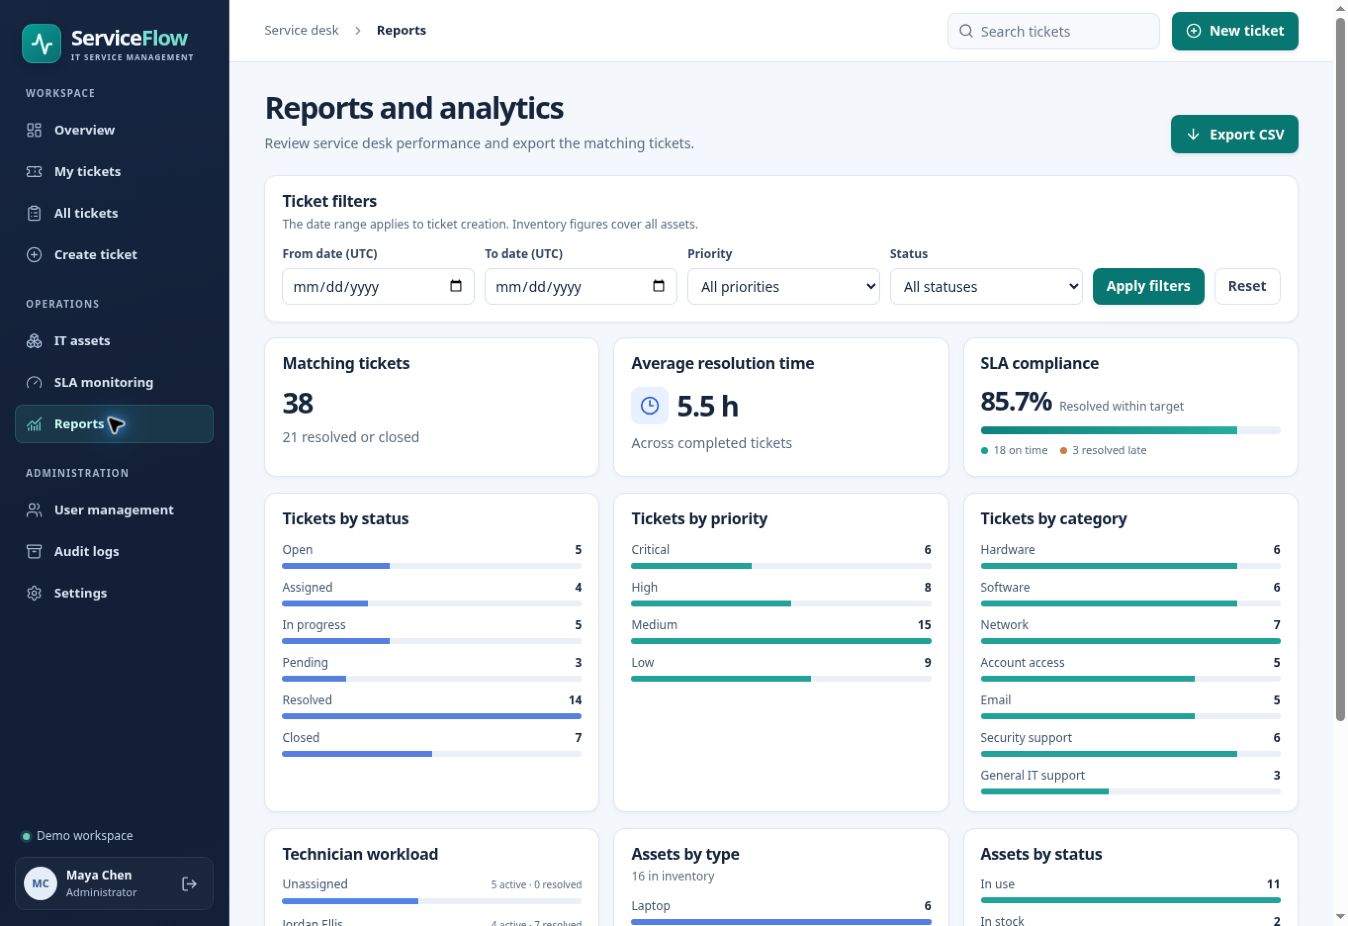 ServiceFlow
IT SERVICE MANAGEMENT
WORKSPACE
Overview
My tickets
All tickets
Create ticket
OPERATIONS
IT assets
SLA monitoring
Reports
ADMINISTRATION
User management
Audit logs
Settings
Demo workspace
MC
Maya Chen
Administrator
Service desk
Reports
Search tickets
New ticket
Reports and analytics
Review service desk performance and export the matching tickets.
Export CSV
Ticket filters
The date range applies to ticket creation. Inventory figures cover all assets.
From date (UTC)
To date (UTC)
Priority
Status
mm/dd/yyyy
mm/dd/yyyy
All priorities
All statuses
Apply filters
Reset
Matching tickets
38
21 resolved or closed
Average resolution time
5.5 h
Across completed tickets
SLA compliance
85.7% Resolved within target
18 on time
3 resolved late
Tickets by status
Open 5
Assigned 4
In progress 5
Pending 3
Resolved 14
Closed 7
Tickets by priority
Critical 6
High 8
Medium 15
Low 9
Tickets by category
Hardware 6
Software 6
Network 7
Account access 5
Email 5
Security support 6
General IT support 3
Technician workload
Unassigned 5 active · 0 resolved
Jordan Ellis 4 active · 7 resolved
Assets by type
16 in inventory
Laptop 6
Assets by status
In use 11
In stock 2